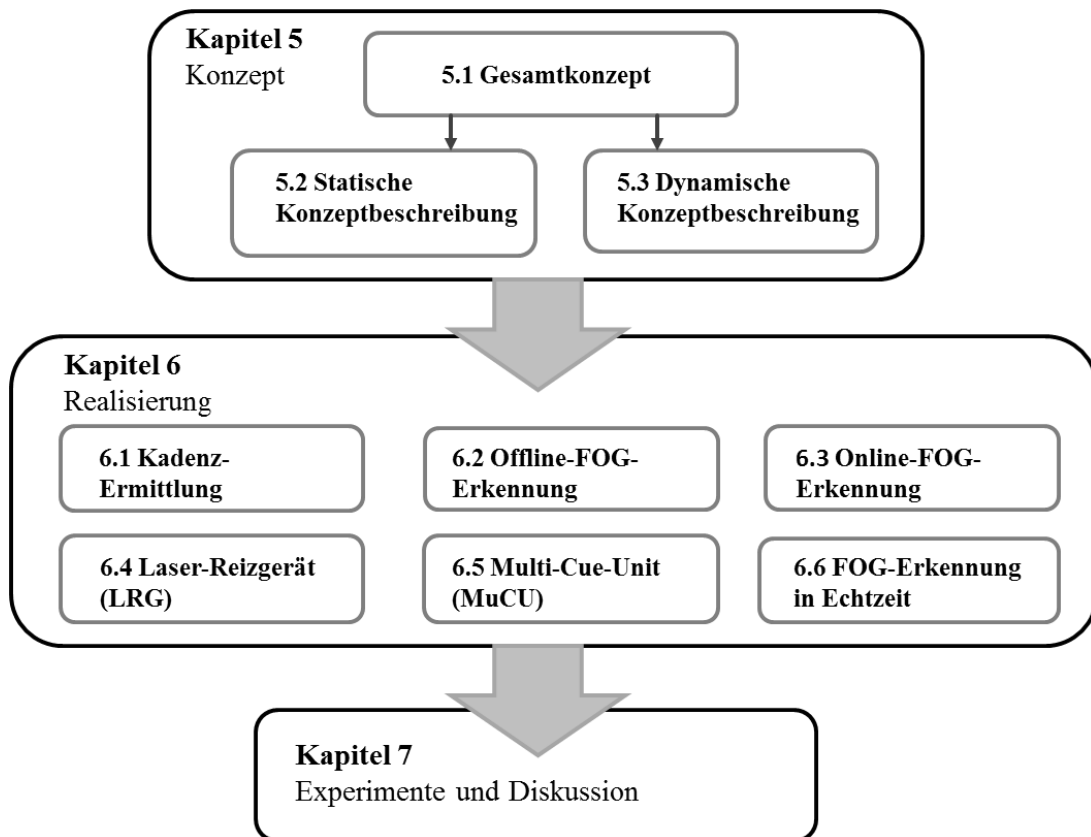 Kapitel 5
Konzept
5.1 Gesamtkonzept
5.2 Statische
Konzeptbeschreibung
5.3 Dynamische
Konzeptbeschreibung
Kapitel 6
Realisierung
6.1 Kadenz-
Ermittlung
6.2 Offline-FOG-
Erkennung
6.3 Online-FOG-
Erkennung
6.4 Laser-Reizgerät
(LRG)
6.5 Multi-Cue-Unit
(MuCU)
6.6 FOG-Erkennung
in Echtzeit
Kapitel 7
Experimente und Diskussion